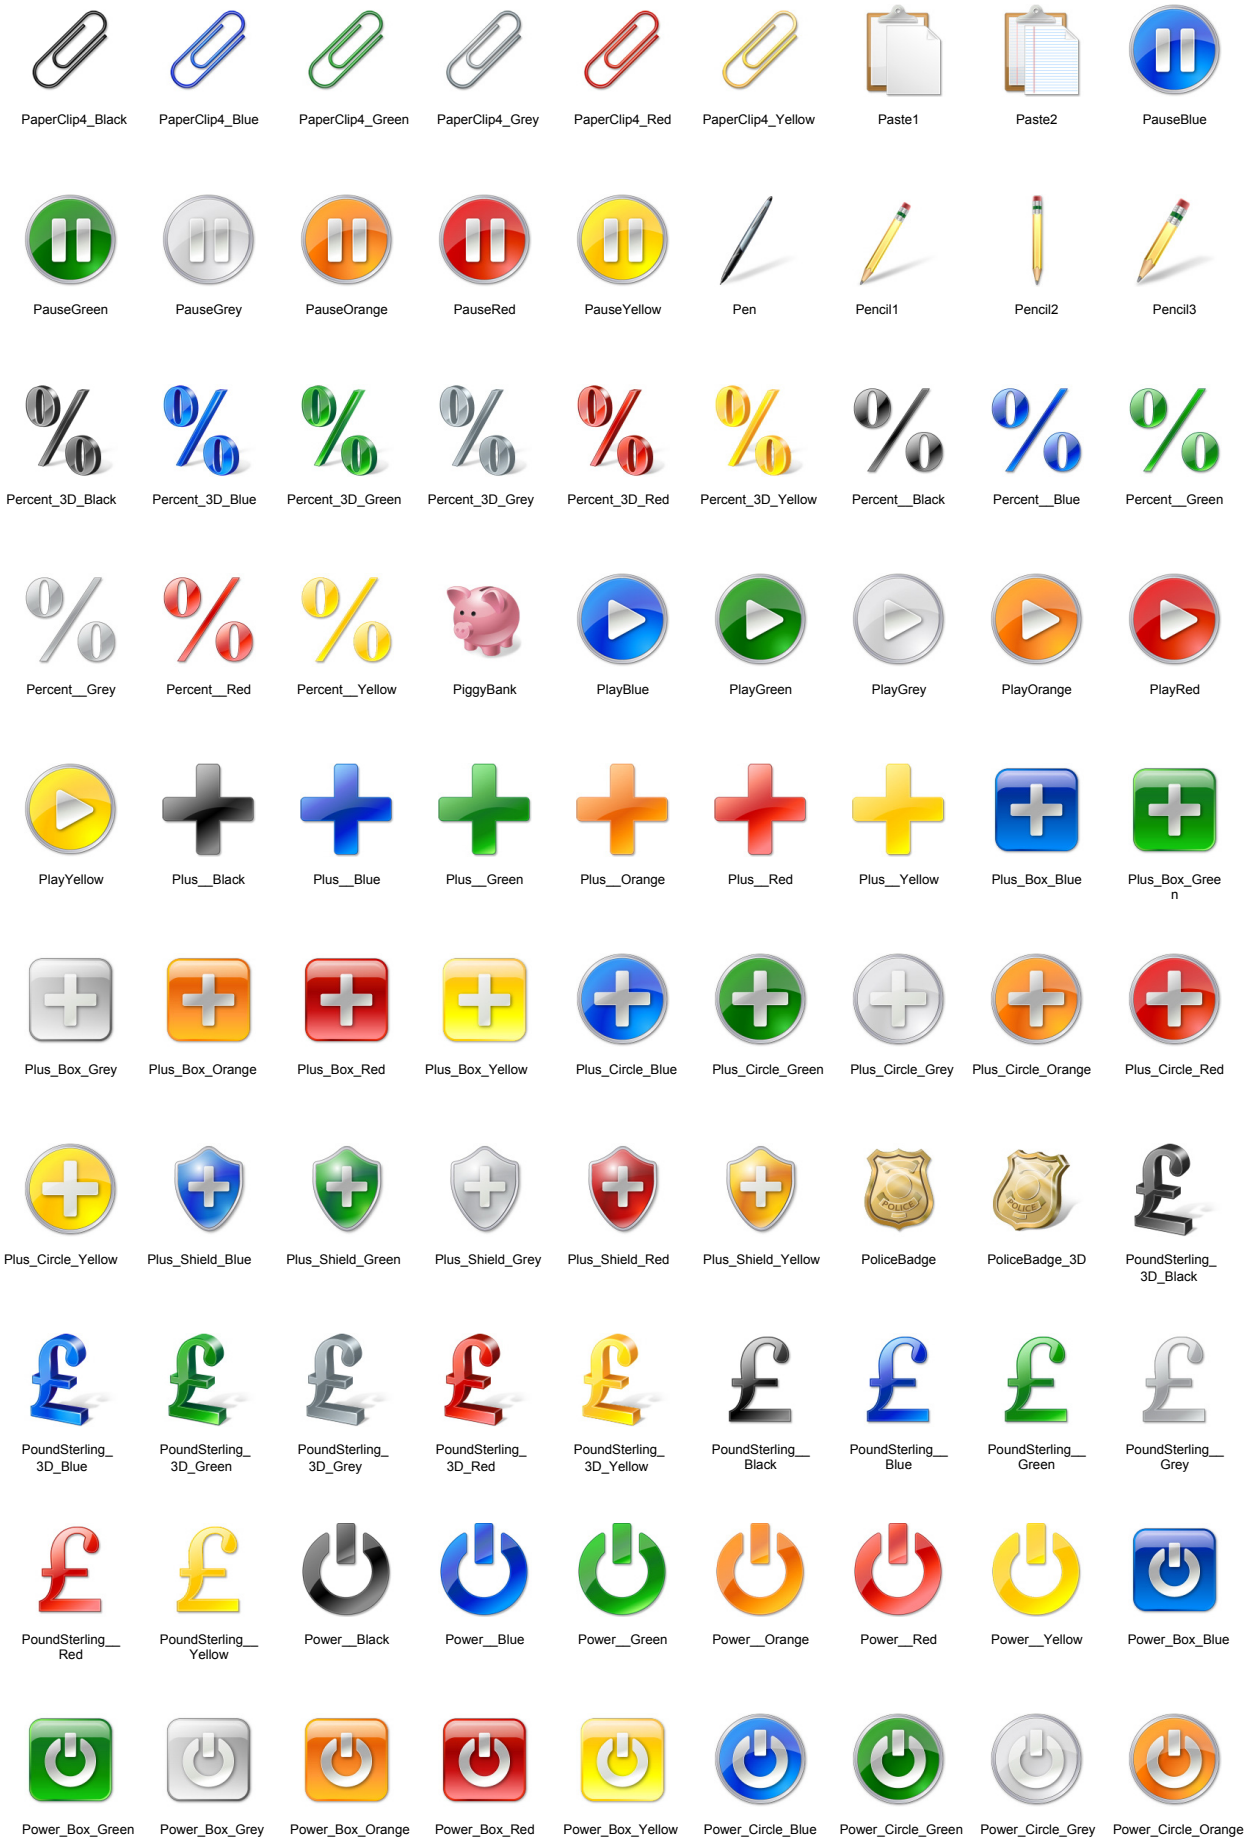 PaperClip4_Black PaperClip4_Blue PaperClip4_Green PaperClip4_Grey PaperClip4_Red PaperClip4_Yellow Paste1 Paste2 PauseBlue
PauseGreen PauseGrey PauseOrange PauseRed PauseYellow Pen Pencil1 Pencil2 Pencil3
Percent_3D_Black Percent_3D_Blue Percent_3D_Green Percent_3D_Grey Percent_3D_Red Percent_3D_Yellow Percent__Black Percent__Blue Percent__Green
Percent__Grey Percent__Red Percent__Yellow PiggyBank PlayBlue PlayGreen PlayGrey PlayOrange PlayRed
PlayYellow Plus__Black Plus__Blue Plus__Green Plus__Orange Plus__Red Plus__Yellow Plus_Box_Blue Plus_Box_Gree
n
Plus_Box_Grey Plus_Box_Orange Plus_Box_Red Plus_Box_Yellow Plus_Circle_Blue Plus_Circle_Green Plus_Circle_Grey Plus_Circle_Orange Plus_Circle_Red
POLICE POLICE
Plus_Circle_Yellow Plus_Shield_Blue Plus_Shield_Green Plus_Shield_Grey Plus_Shield_Red Plus_Shield_Yellow PoliceBadge PoliceBadge_3D PoundSterling_
3D_Black
PoundSterling_ PoundSterling_ PoundSterling_ PoundSterling_ PoundSterling_ PoundSterling__ PoundSterling__ PoundSterling__ PoundSterling__
3D_Blue 3D_Green 3D_Grey 3D_Red 3D_Yellow Black Blue Green Grey
PoundSterling__ PoundSterling__ Power__Black Power__Blue Power__Green Power__Orange Power__Red Power__Yellow Power_Box_Blue
Red Yellow
Power_Box_Green Power_Box_Grey Power_Box_Orange Power_Box_Red Power_Box_Yellow Power_Circle_Blue Power_Circle_Green Power_Circle_Grey Power_Circle_Orange